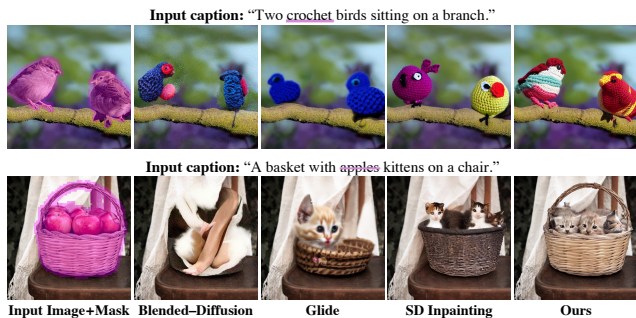 Input caption: “Two crochet birds sitting on a branch.”
Input caption: “A basket with apples kittens on a chair.”
Input Image+Mask Blended–Diffusion Glide SD Inpainting Ours